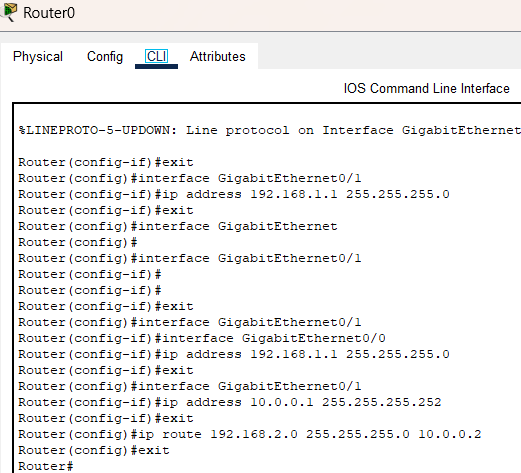 Router0
Physical Config CLI Attributes
IOS Command Line Interface
%LINEPROTO-5-UPDOWN: Line protocol on Interface GigabitEthernet
Router(config-if)#exit
Router(config)#interface GigabitEthernet0/1
Router(config-if)#ip address 192.168.1.1 255.255.255.0
Router(config-if)#exit
Router(config)#interface GigabitEthernet
Router(config)#
Router(config)#interface GigabitEthernet0/1
Router(config-if)#
Router(config-if)#
Router(config-if)#exit
Router(config)#interface GigabitEthernet0/1
Router(config-if)#interface GigabitEthernet0/0
Router(config-if)#ip address 192.168.1.1 255.255.255.0
Router(config-if)#exit
Router(config)#interface GigabitEthernet0/1
Router(config-if)#ip address 10.0.0.1 255.255.255.252
Router(config-if)#exit
Router(config)#ip route 192.168.2.0 255.255.255.0 10.0.0.2
Router(config)#exit
Router#